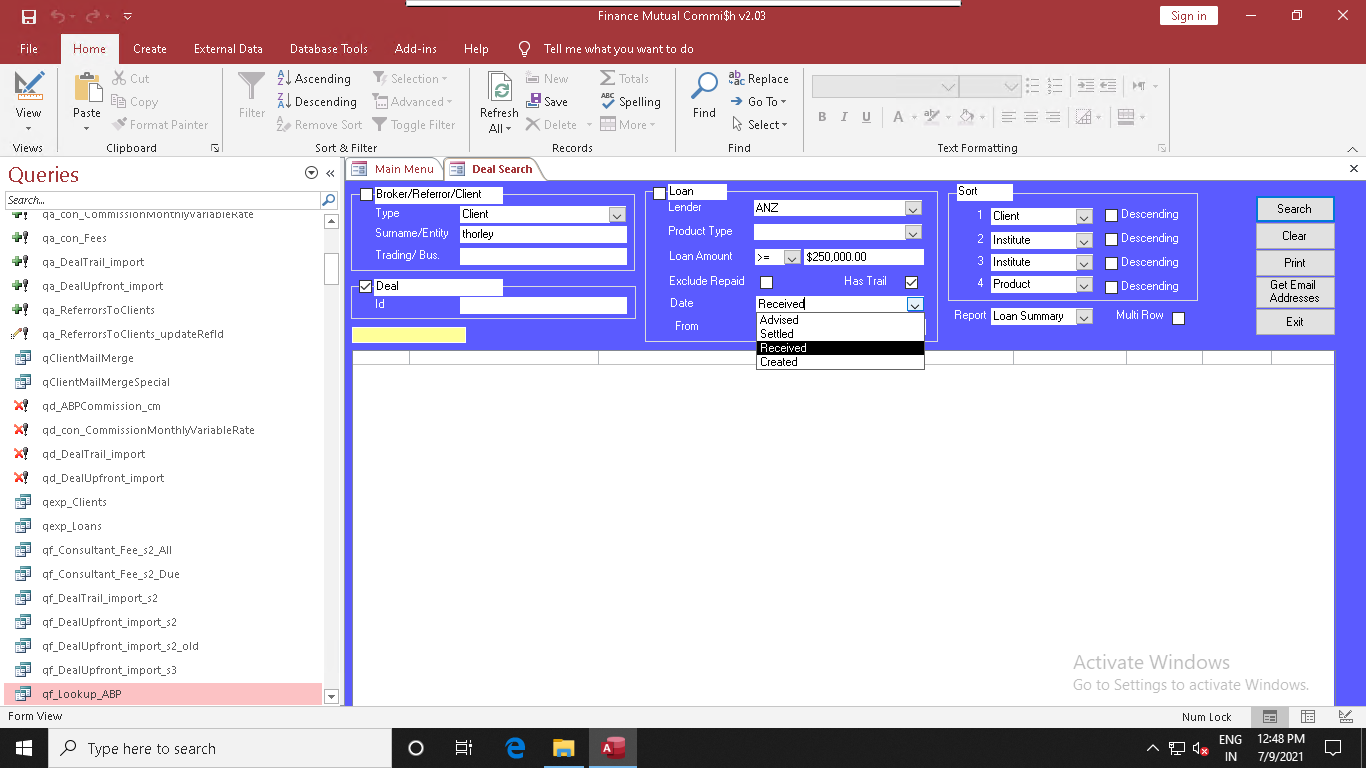 Finance Mutual Commi$h v2.03
Sign in
File Home Create External Data Database Tools Add-ins Help Tell me what you want to do
View
Views
Paste
Cut
Copy
Format Painter
Clipboard
Filter
Ascending
Descending
Remove Sort
Selection
Advanced
Toggle Filter
Sort & Filter
Refresh
All
New
Save
Delete
Totals
Spelling
More
Records
Find
Replace
Go To
Select
Find
B I U A
Text Formatting
Queries
Search...
qa_con_CommissionMonthlyVariableRate
qa_con_Fees
qa_DealTrail_import
qa_DealUpfront_import
qa_ReferrorsToClients
qa_ReferrorsToClients_updateRefId
qClientMailMerge
qClientMailMergeSpecial
qd_ABPCommission_cm
qd_con_CommissionMonthlyVariableRate
qd_DealTrail_import
qd_DealUpfront_import
qexp_Clients
qexp_Loans
qf_Consultant_Fee_s2_All
qf_Consultant_Fee_s2_Due
qf_DealTrail_import_s2
qf_DealUpfront_import_s2
qf_DealUpfront_import_s2_old
qf_DealUpfront_import_s3
qf_Lookup_ABP
Main Menu Deal Search
Broker/Referror/Client
Type Client
Surname/Entity thorley
Trading/ Bus.
Deal
Id
Loan
Lender ANZ
Product Type
Loan Amount >= $250,000.00
Exclude Repaid Has Trail
Date Received
From
Advised
Settled
Received
Created
Sort
1 Client Descending
2 Institute Descending
3 Institute Descending
4 Product Descending
Report Loan Summary Multi Row
Search
Clear
Print
Get Email
Addresses
Exit
Activate Windows
Go to Settings to activate Windows.
Form View
Num Lock
Type here to search
ENG
IN
12:48 PM
7/9/2021